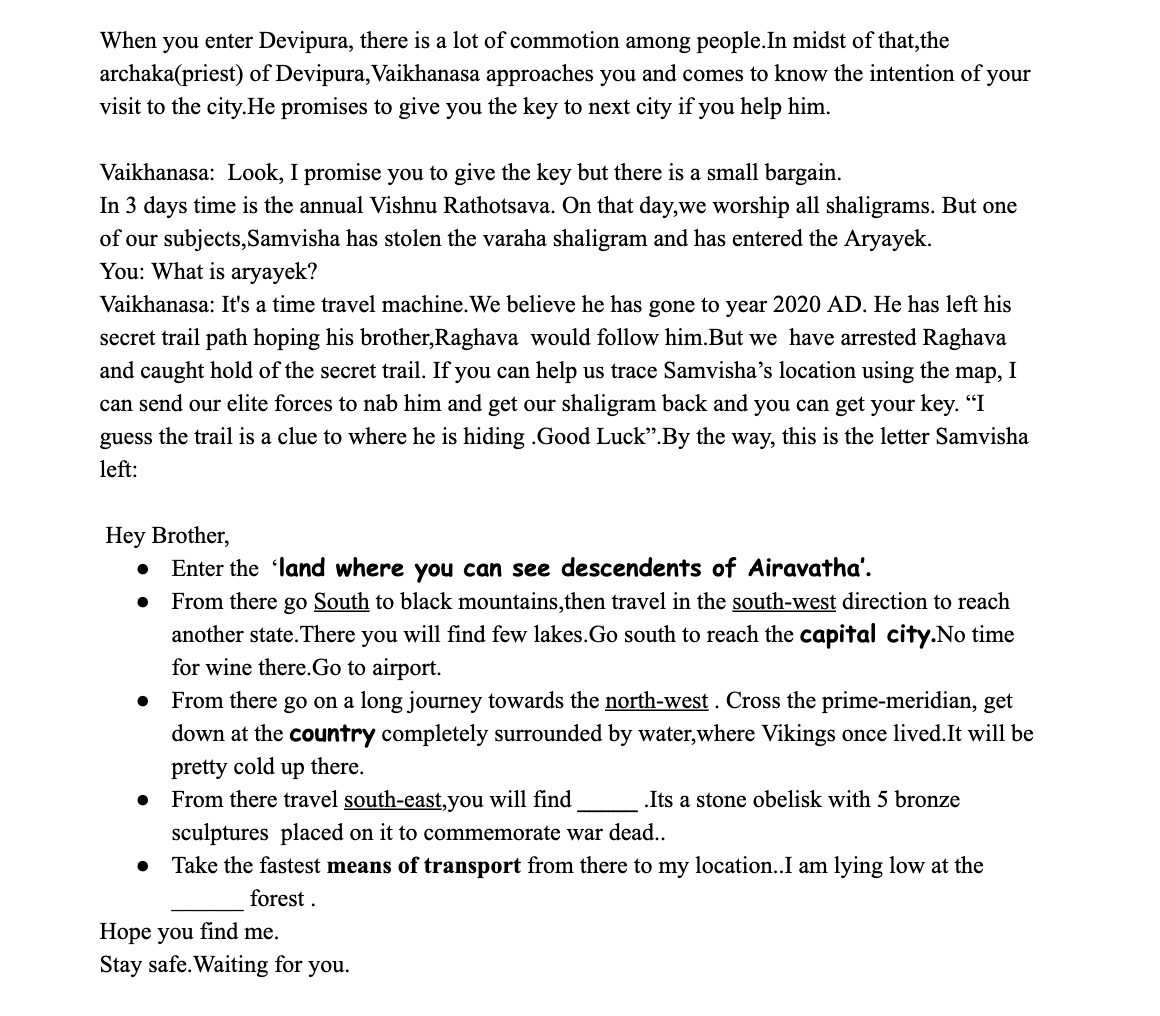 When you enter Devipura, there is a lot of commotion among people.In midst of that,the
archaka(priest) of Devipura,Vaikhanasa approaches you and comes to know the intention of your
visit to the city.He promises to give you the key to next city if you help him.
Vaikhanasa:  Look, I promise you to give the key but there is a small bargain.
In 3 days time is the annual Vishnu Rathotsava. On that day,we worship all shaligrams. But one
of our subjects,Samvisha has stolen the varaha shaligram and has entered the Aryayek.
You: What is aryayek?
Vaikhanasa: It's a time travel machine.We believe he has gone to year 2020 AD. He has left his
secret trail path hoping his brother,Raghava  would follow him.But we  have arrested Raghava
and caught hold of the secret trail. If you can help us trace Samvisha’s location using the map, I
can send our elite forces to nab him and get our shaligram back and you can get your key. “I
guess the trail is a clue to where he is hiding .Good Luck”.By the way, this is the letter Samvisha
left:
Hey Brother,
● Enter the  ‘land where you can see descendents of Airavatha’.
● From there go South to black mountains,then travel in the south-west direction to reach
another state.There you will find few lakes.Go south to reach the capital city.No time
for wine there.Go to airport.
● From there go on a long journey towards the north-west . Cross the prime-meridian, get
down at the country completely surrounded by water,where Vikings once lived.It will be
pretty cold up there.
● From there travel south-east,you will find _____ .Its a stone obelisk with 5 bronze
sculptures  placed on it to commemorate war dead..
● Take the fastest means of transport from there to my location..I am lying low at the
______ forest .
Hope you find me.
Stay safe.Waiting for you.